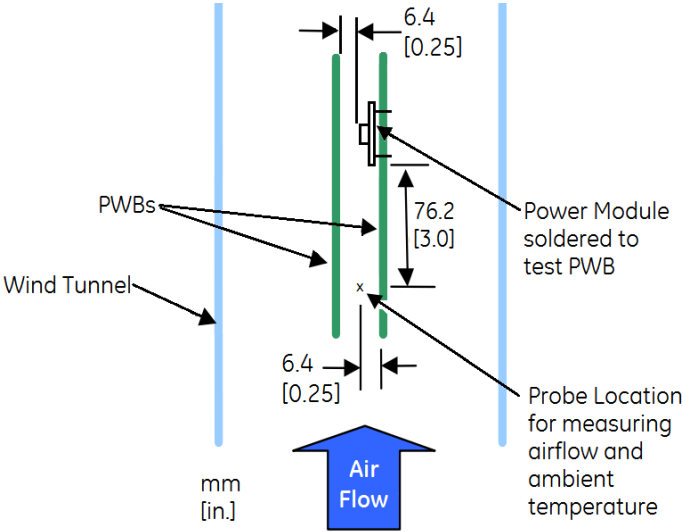 6.4
[0.25]
PWBs
76.2
[3.0]
Power Module
soldered to
test PWB
Wind Tunnel
x
6.4
[0.25]
Probe Location
for measuring
airflow and
ambient
temperature
Air
Flow
mm
[in.]